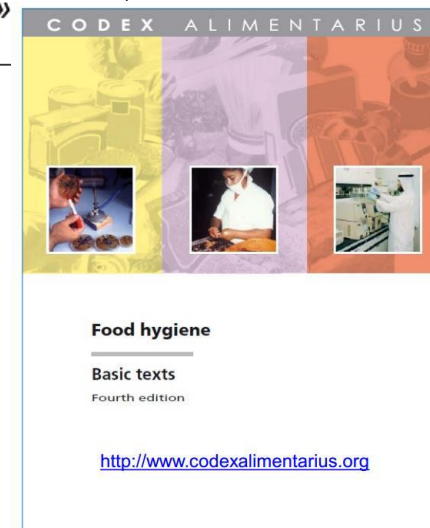 »
CODEX ALIMENTARIUS
Food hygiene
Basic texts
Fourth edition
http://www.codexalimentarius.org